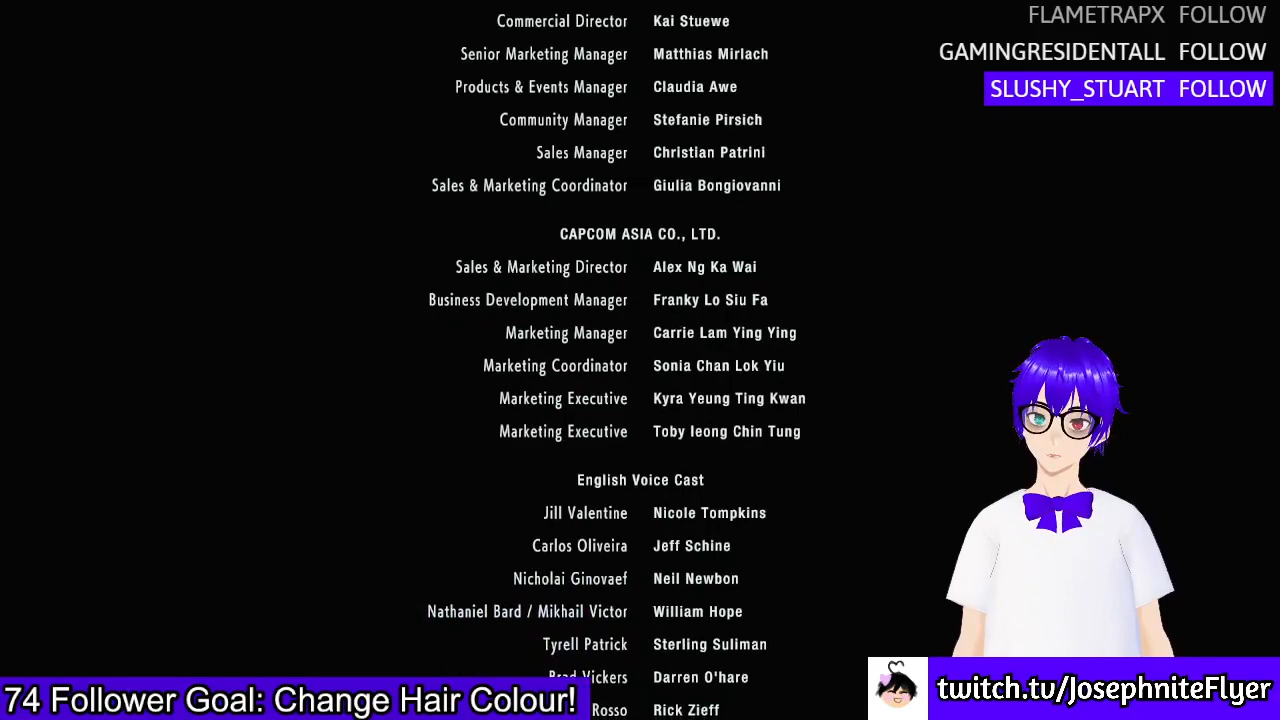 Commercial Director Kai Stuewe
Senior Marketing Manager Matthias Mirlach
Products & Events Manager Claudia Awe
Community Manager Stefanie Pirsich
Sales Manager Christian Patrini
Sales & Marketing Coordinator Giulia Bongiovanni
CAPCOM ASIA CO., LTD.
Sales & Marketing Director Alex Ng Ka Wai
Business Development Manager Franky Lo Siu Fa
Marketing Manager Carrie Lam Ying Ying
Marketing Coordinator Sonia Chan Lok Yiu
Marketing Executive Kyra Yeung Ting Kwan
Marketing Executive Toby Ieong Chin Tung
English Voice Cast
Jill Valentine Nicole Tompkins
Carlos Oliveira Jeff Schine
Nicholai Ginovaef Neil Newbon
Nathaniel Bard / Mikhail Victor William Hope
Tyrell Patrick Sterling Suliman
Brad Vickers Darren O'hare
Rosso Rick Zieff
FLAMETRAPX FOLLOW
GAMINGRESIDENTALL FOLLOW
SLUSHY_STUART FOLLOW
74 Follower Goal: Change Hair Colour!
twitch.tv/JosephniteFlyer